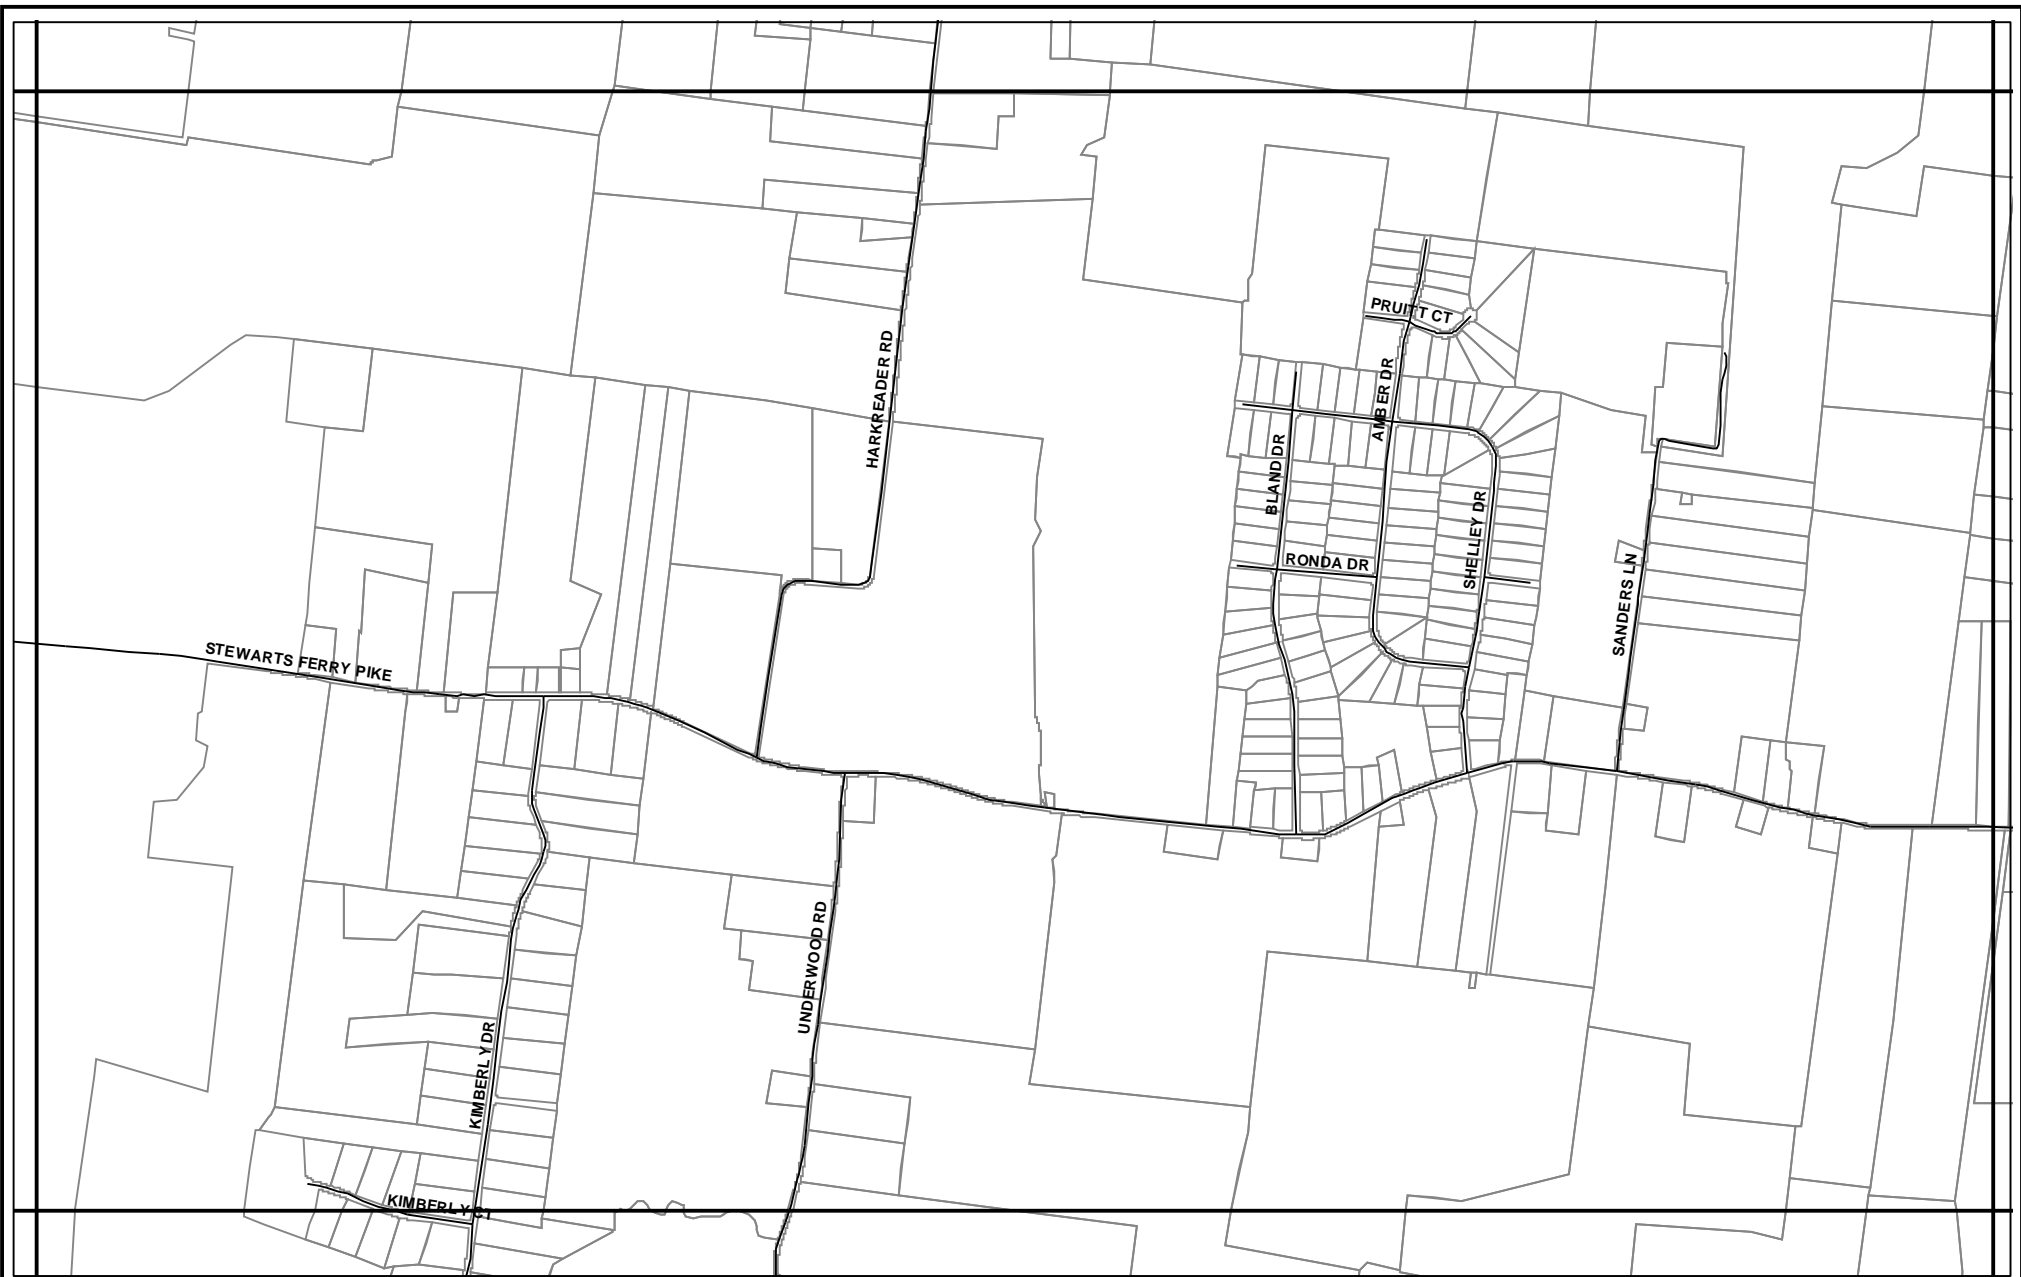 PRUITT CT
HARKREADER RD
AMBER DR
BLAND DR
SHELLEY DR
RONDA DR
SANDERS LN
STEWARTS FERRY PIKE
UNDERWOOD RD
KIMBERLY DR
KIMBERLY CT